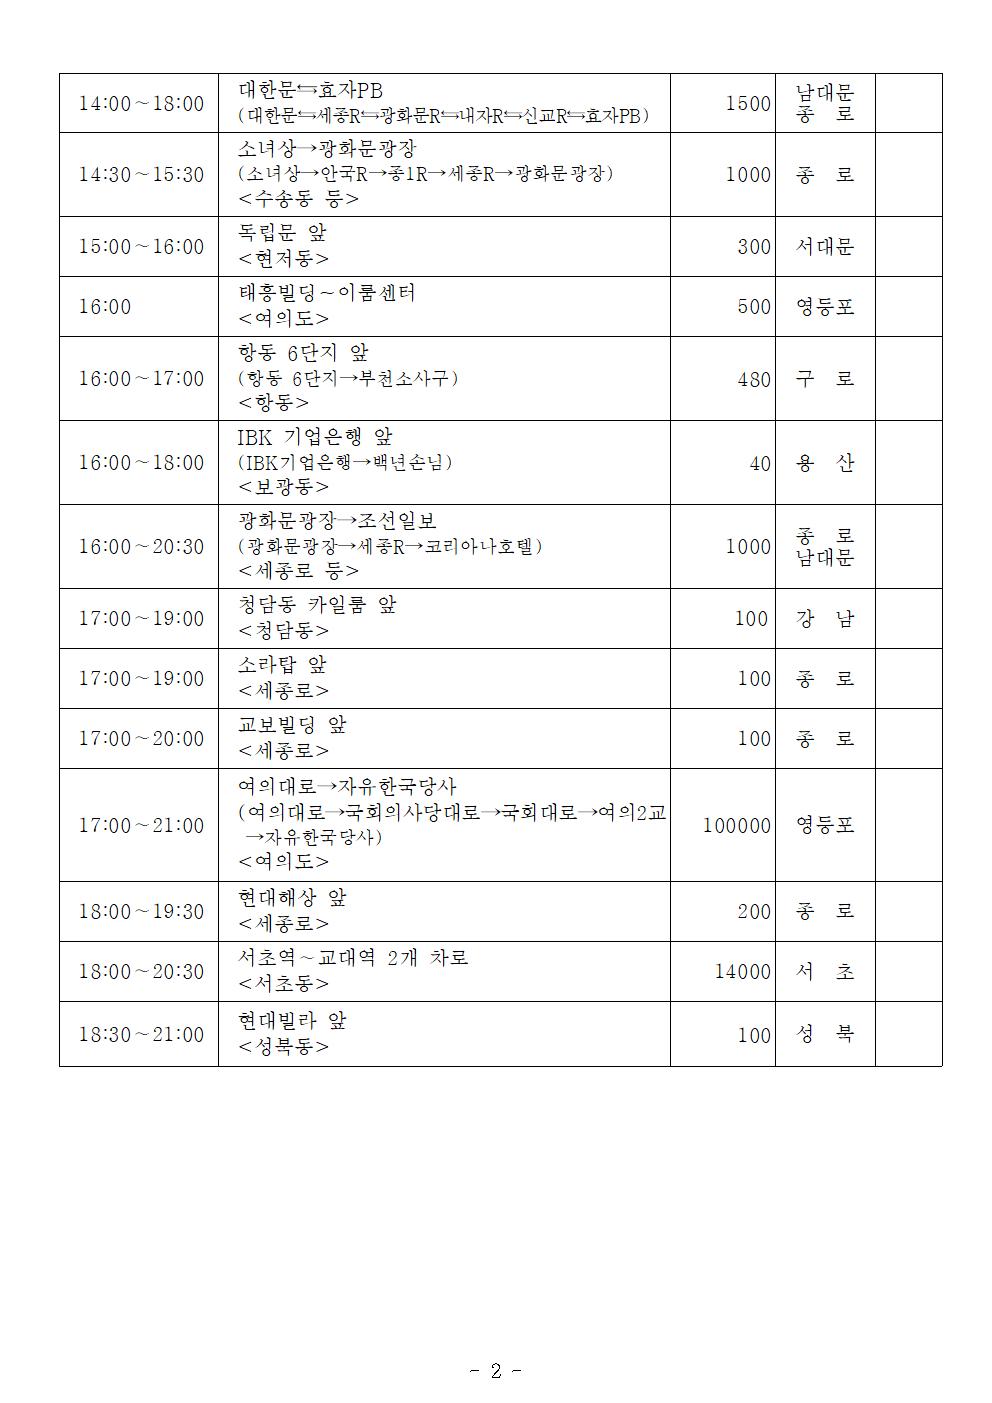 14:00～18:00
대한문⇆효자PB
(대한문⇆세종R⇆광화문R⇆내자R⇆신교R⇆효자PB)
1500
남대문
종 로
14:30～15:30
소녀상→광화문광장
(소녀상→안국R→종1R→세종R→광화문광장)
<수송동 등>
1000
종 로
15:00～16:00
독립문 앞
<현저동>
300
서대문
16:00
태흥빌딩～이룸센터
<여의도>
500
영등포
16:00～17:00
항동 6단지 앞
(항동 6단지→부천소사구)
<항동>
480
구 로
16:00～18:00
IBK 기업은행 앞
(IBK기업은행→백년손님)
<보광동>
40
용 산
16:00～20:30
광화문광장→조선일보
(광화문광장→세종R→코리아나호텔)
<세종로 등>
1000
종 로
남대문
17:00～19:00
청담동 카일룸 앞
<청담동>
100
강 남
17:00～19:00
소라탑 앞
<세종로>
100
종 로
17:00～20:00
교보빌딩 앞
<세종로>
100
종 로
17:00～21:00
여의대로→자유한국당사
(여의대로→국회의사당대로→국회대로→여의2교
→자유한국당사)
<여의도>
100000
영등포
18:00～19:30
현대해상 앞
<세종로>
200
종 로
18:00～20:30
서초역～교대역 2개 차로
<서초동>
14000
서 초
18:30～21:00
현대빌라 앞
<성북동>
100
성 북
- 2 -